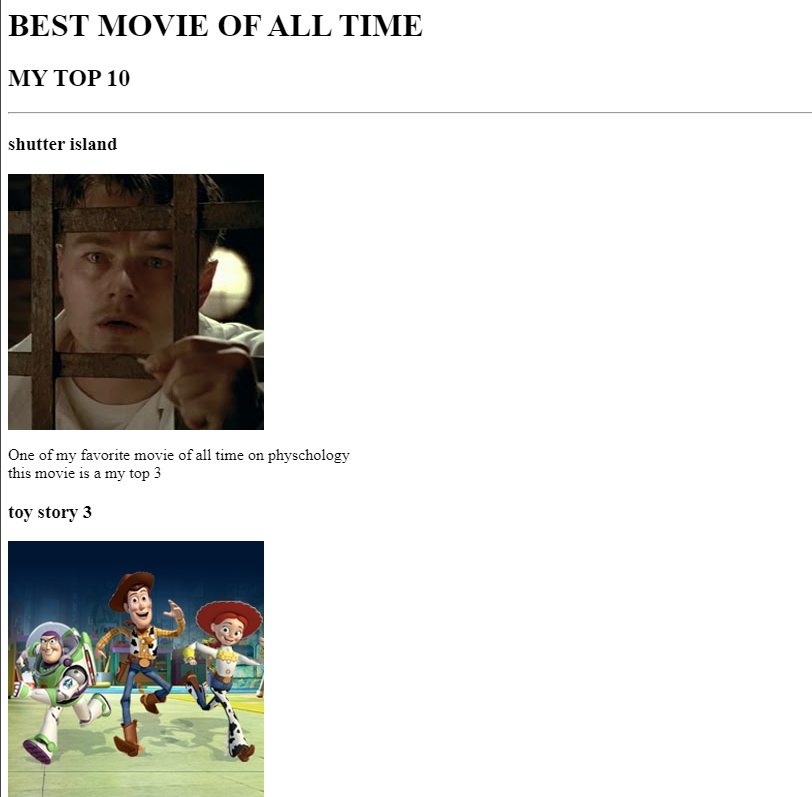 BEST MOVIE OF ALL TIME
MY TOP 10
shutter island
One of my favorite movie of all time on physchology
this movie is a my top 3
toy story 3